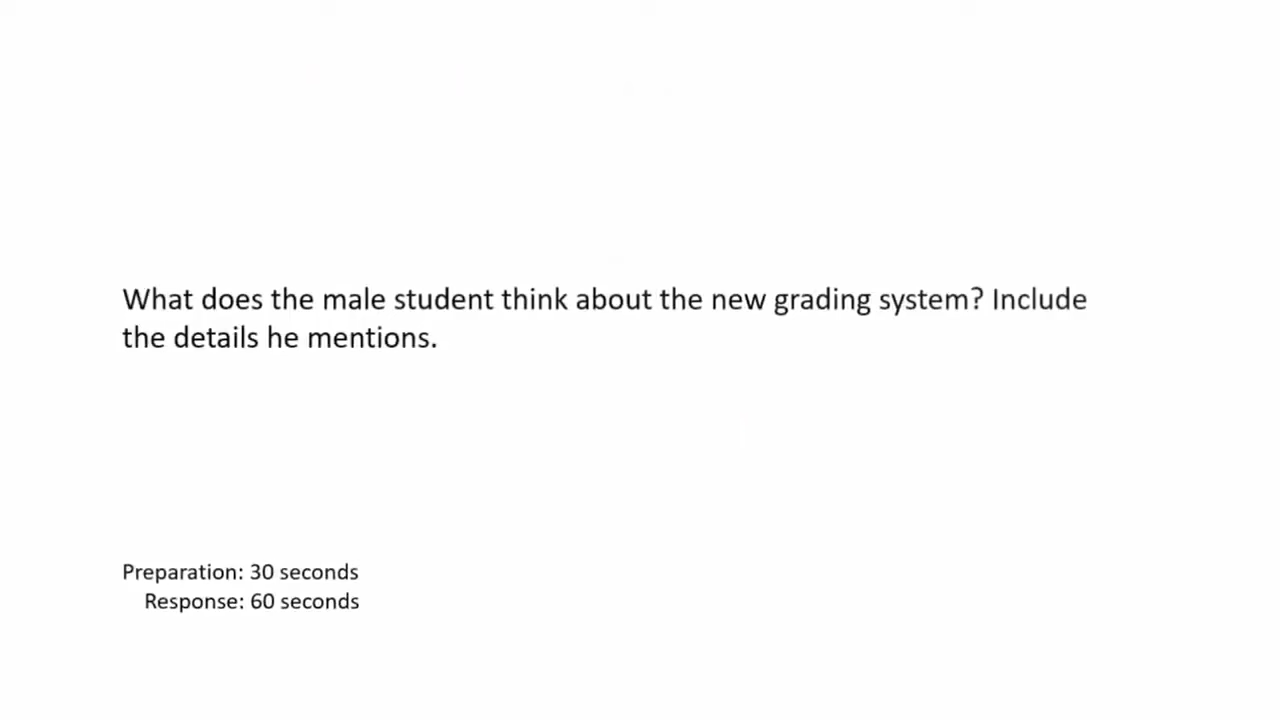 What does the male student think about the new grading system? Include
the details he mentions.
Preparation: 30 seconds
Response: 60 seconds